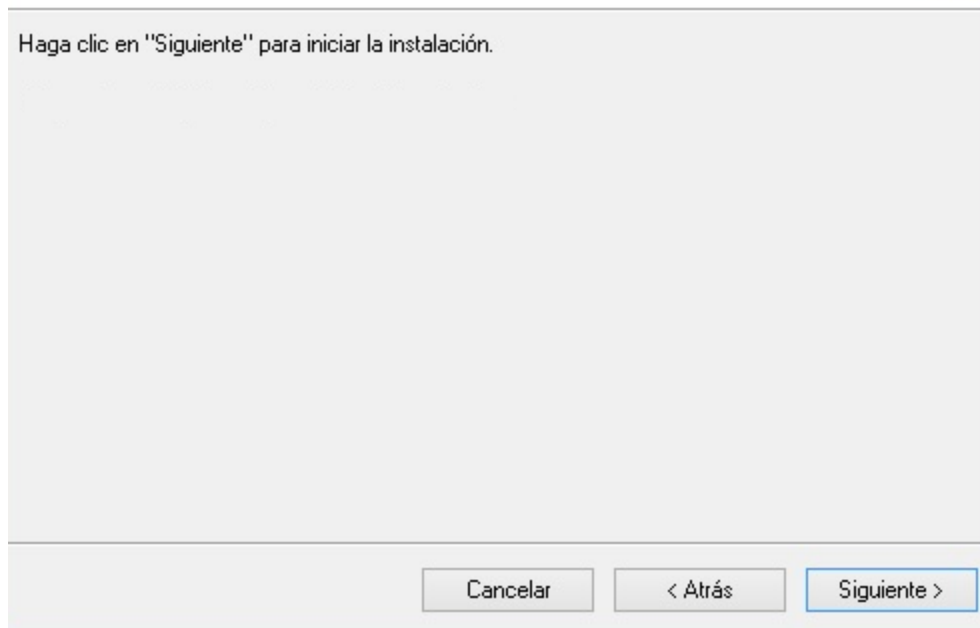 Haga clic en "Siguiente" para iniciar la instalación.
Cancelar
< Atrás
Siguiente >